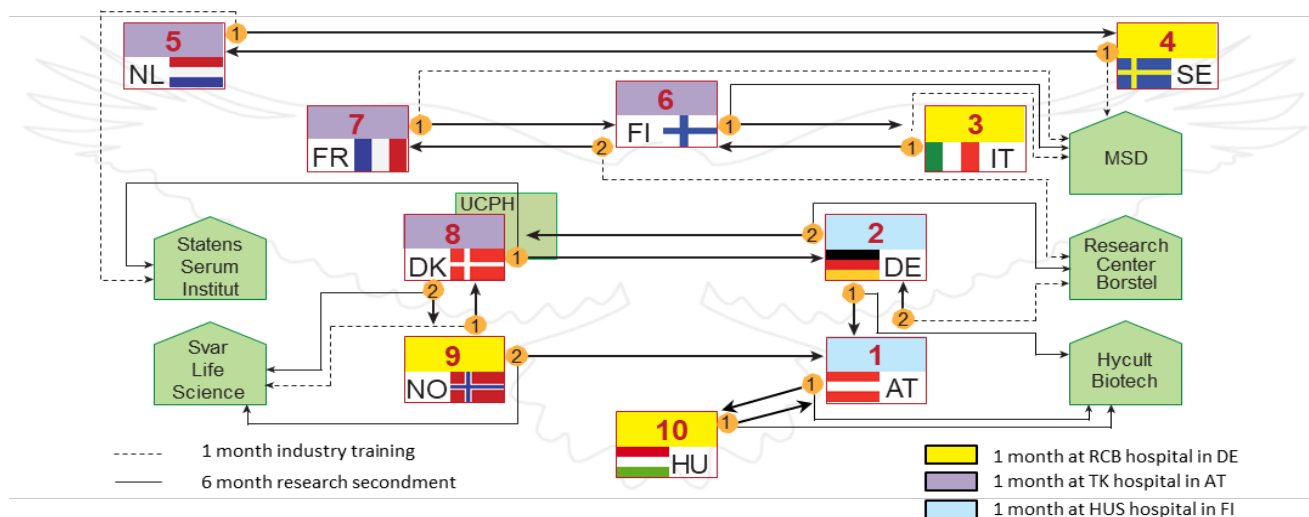 5
NL
1
1
4
SE
7
FR
1
6
FI
1
2
3
IT
1
MSD
UCPH
8
DK
1
2
2
2
DE
1
2
Statens
Serum
Institut
Research
Center
Borstel
Svar
Life
Science
1
9
NO
2
1
AT
1
Hycult
Biotech
10
HU
1
1 month industry training
6 month research secondment
1 month at RCB hospital in DE
1 month at TK hospital in AT
1 month at HUS hospital in FI